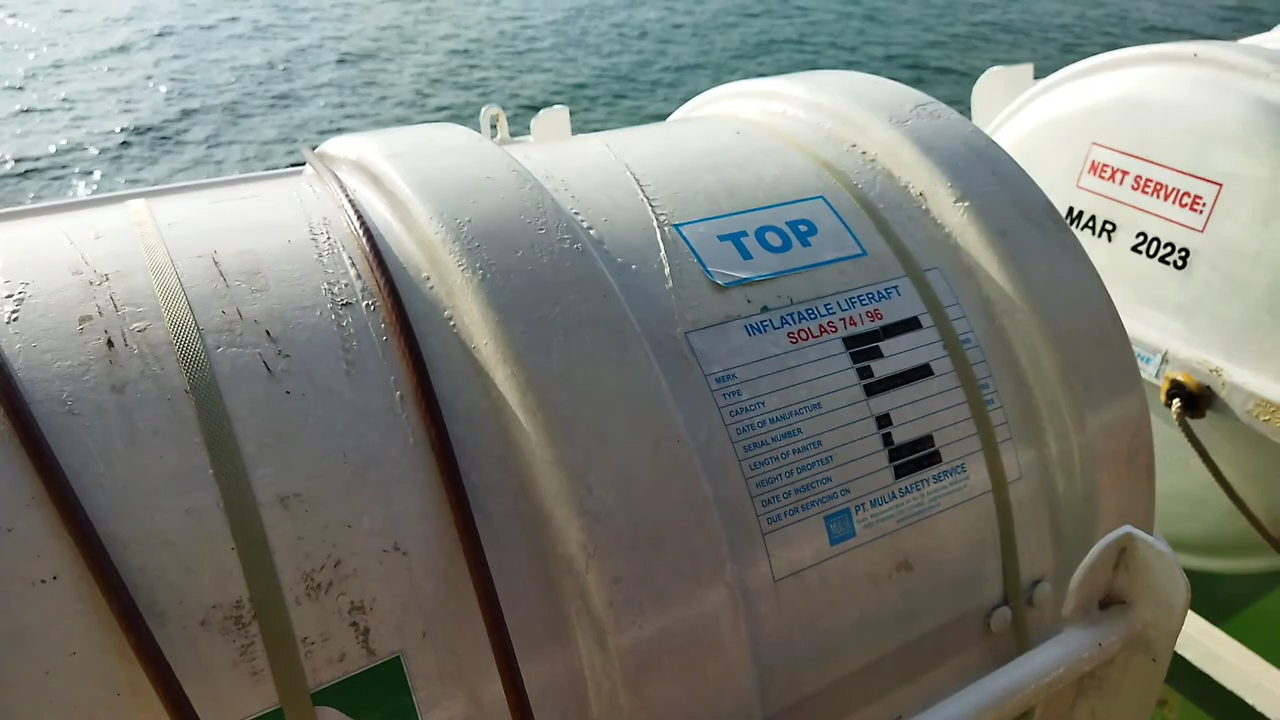 TOP
INFLATABLE LIFERAFT
SOLAS 74 / 96
MERK
TYPE
CAPACITY
DATE OF MANUFACTURE
SERIAL NUMBER
LENGTH OF PAINTER
HEIGHT OF DROPTEST
DATE OF INSECTION
DUE FOR SERVICING ON
PT. MULIA SAFETY SERVICE
NEXT SERVICE:
MAR 2023